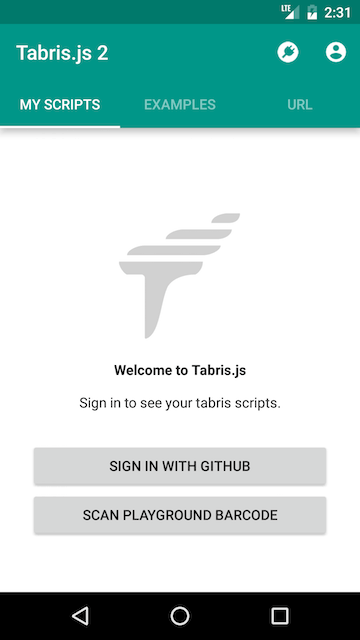 LTE 2:31
Tabris.js 2
MY SCRIPTS EXAMPLES URL
Welcome to Tabris.js
Sign in to see your tabris scripts.
SIGN IN WITH GITHUB
SCAN PLAYGROUND BARCODE